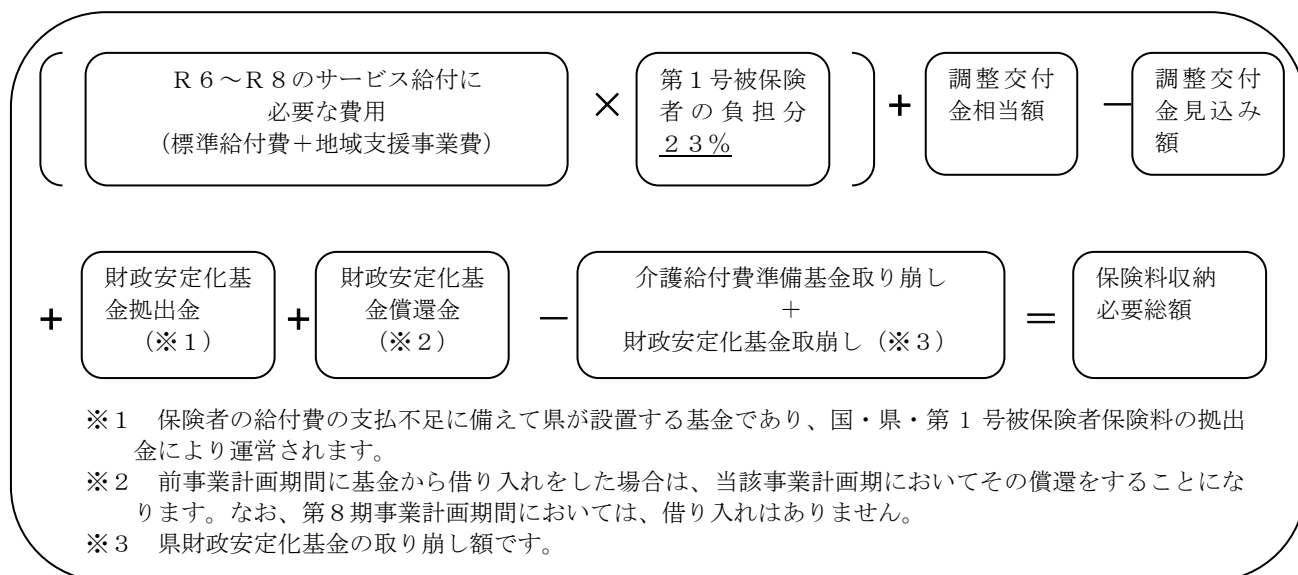 Ｒ６～Ｒ８のサービス給付に
必要な費用
（標準給付費＋地域支援事業費）
×
第１号被保険
者の負担分
２３％
＋
調整交付
金相当額
－
調整交付
金見込み
額
＋
財政安定化基
金拠出金
（※１）
＋
財政安定化基
金償還金
（※２）
－
介護給付費準備基金取り崩し
＋
財政安定化基金取崩し（※３）
＝
保険料収納
必要総額
※１　保険者の給付費の支払不足に備えて県が設置する基金であり、国・県・第 1 号被保険者保険料の拠出
金により運営されます。
※２　前事業計画期間に基金から借り入れをした場合は、当該事業計画期においてその償還をすることにな
ります。なお、第８期事業計画期間においては、借り入れはありません。
※３　県財政安定化基金の取り崩し額です。